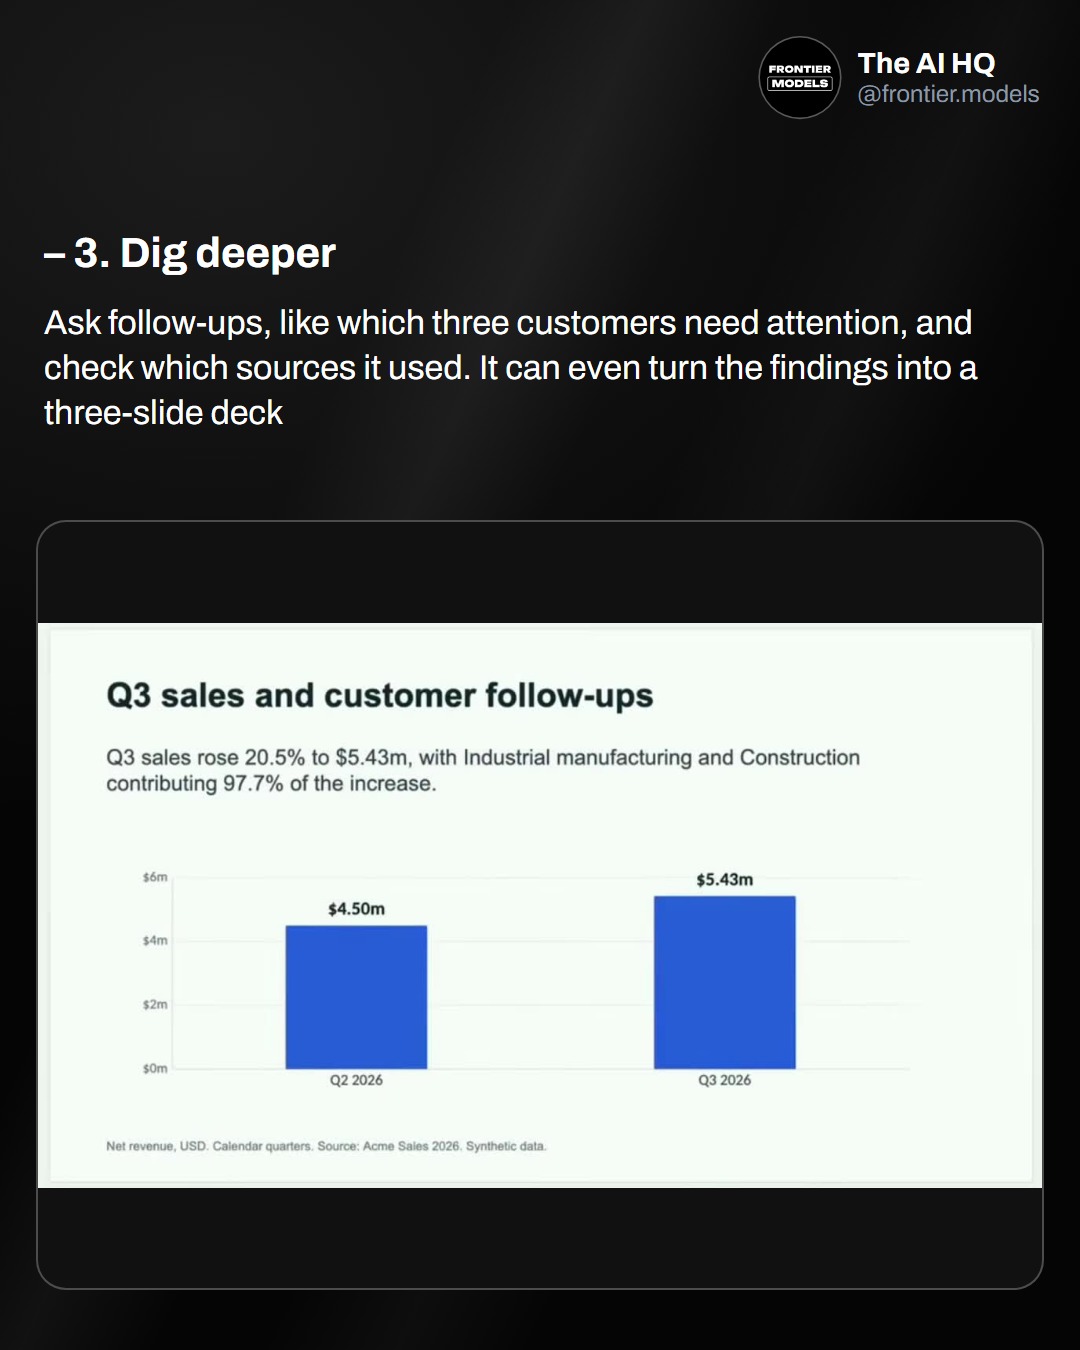 FRONTIER
MODELS
The AI HQ
@frontier.models
– 3. Dig deeper
Ask follow-ups, like which three customers need attention, and
check which sources it used. It can even turn the findings into a
three-slide deck
Q3 sales and customer follow-ups
Q3 sales rose 20.5% to $5.43m, with Industrial manufacturing and Construction
contributing 97.7% of the increase.
$6m
$4m
$2m
$0m
$4.50m
$5.43m
Q2 2026
Q3 2026
Net revenue, USD. Calendar quarters. Source: Acme Sales 2026. Synthetic data.